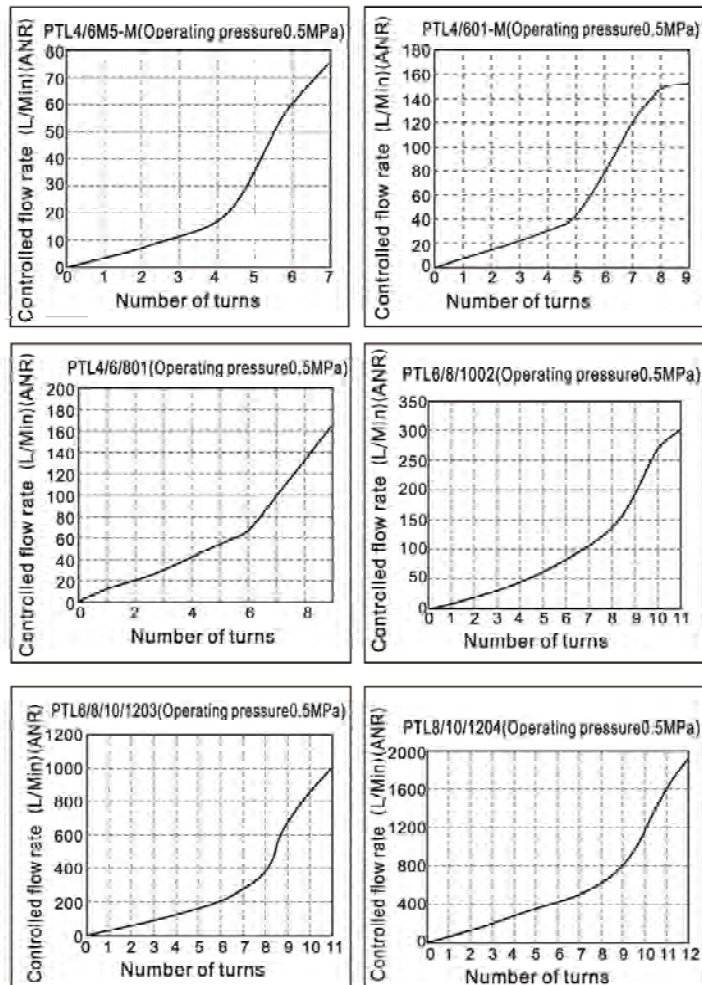 PTL4/6M5-M(Operating pressure0.5MPa)
Controlled flow rate (L/Min)(ANR)
80
70
60
50
40
30
20
10
0
0 1 2 3 4 5 6 7
Number of turns
PTL4/601-M(Operating pressure0.5MPa)
Controlled flow rate (L/Min)(ANR)
180
160
140
120
100
80
60
40
20
0
0 1 2 3 4 5 6 7 8 9
Number of turns
PTL4/6/801(Operating pressure0.5MPa)
Controlled flow rate (L/Min)(ANR)
200
180
160
140
120
100
80
60
40
20
0
0 2 4 6 8
Number of turns
PTL6/8/1002(Operating pressure0.5MPa)
Controlled flow rate (L/Min)(ANR)
350
300
250
200
150
100
50
0
0 1 2 3 4 5 6 7 8 9 10 11
Number of turns
PTL6/8/10/1203(Operating pressure0.5MPa)
Controlled flow rate (L/Min)(ANR)
1200
1000
800
600
400
200
0
0 1 2 3 4 5 6 7 8 9 10 11
Number of turns
PTL8/10/1204(Operating pressure0.5MPa)
Controlled flow rate (L/Min)(ANR)
2000
1600
1200
800
400
0
0 1 2 3 4 5 6 7 8 9 10 11 12
Number of turns